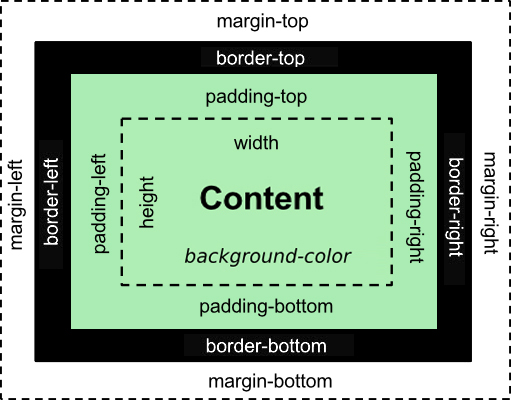 margin-top
border-top
padding-top
width
margin-left
border-left
padding-left
height
Content
padding-right
border-right
margin-right
background-color
padding-bottom
border-bottom
margin-bottom